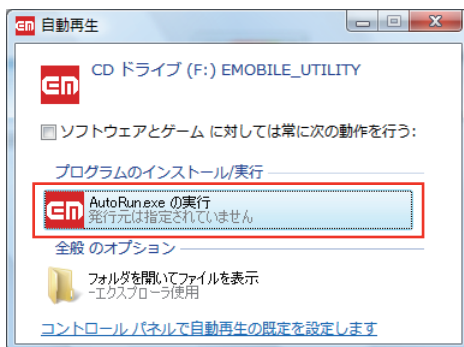 EM 自動再生
EM CD ドライブ (F:) EMOBILE_UTILITY
ソフトウェアとゲーム に対しては常に次の動作を行う:
プログラムのインストール/実行
EM AutoRun.exe の実行
発行元は指定されていません
全般 のオプション
フォルダを開いてファイルを表示
-エクスプローラ使用
コントロール パネルで自動再生の既定を設定します